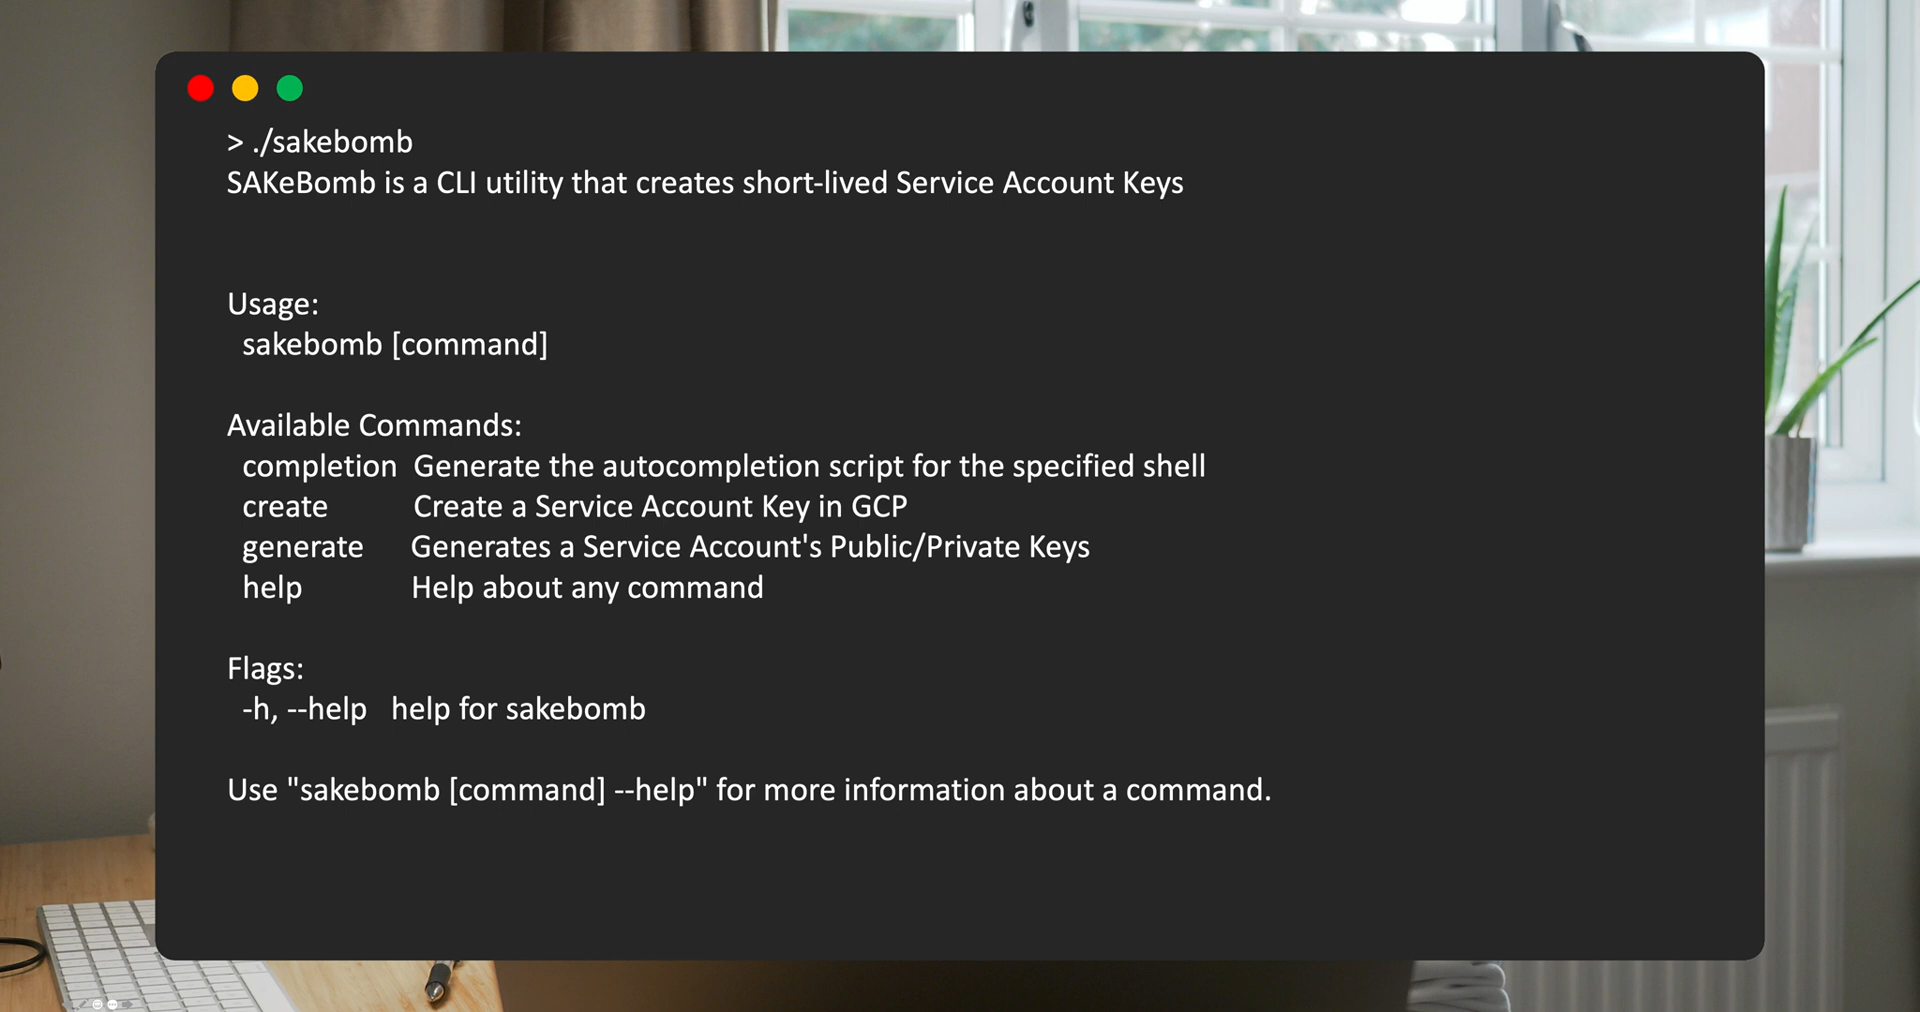 > ./sakebomb
SAKeBomb is a CLI utility that creates short-lived Service Account Keys
Usage:
sakebomb [command]
Available Commands:
completion Generate the autocompletion script for the specified shell
create Create a Service Account Key in GCP
generate Generates a Service Account's Public/Private Keys
help Help about any command
Flags:
-h, --help help for sakebomb
Use "sakebomb [command] --help" for more information about a command.